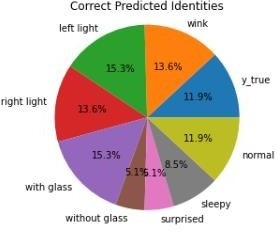 Correct Predicted Identities
wink
left light
13.6%
15.3%
y_true
11.9%
right light
13.6%
11.9%
normal
15.3%
8.5%
5.1%
5.1%
with glass
sleepy
without glass
surprised